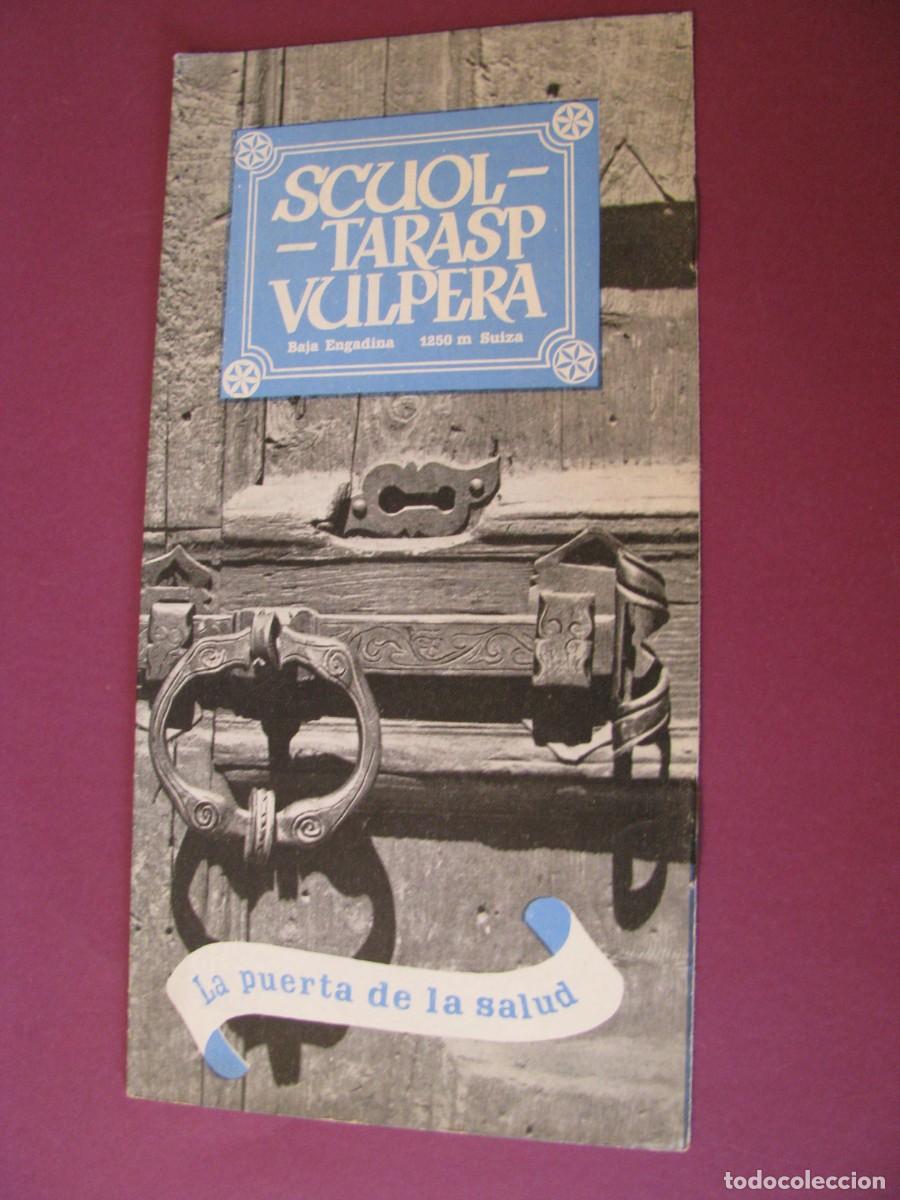 SCUOL-
-TARASP
VULPERA
Baja Engadina 1250 m Suiza
La puerta de la salud
todocoleccion